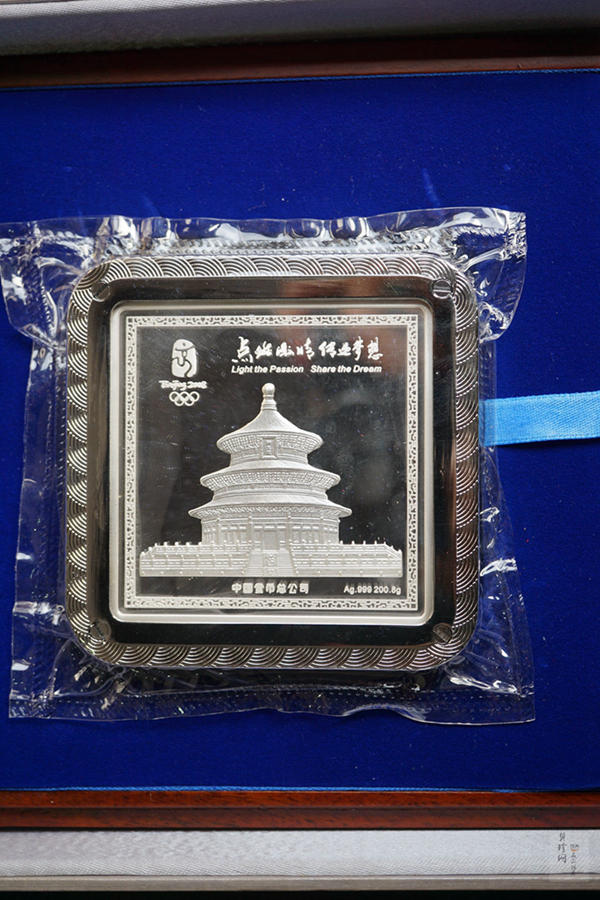 点燃激情 传递梦想
Light the Passion Share the Dream
Beijing 2008
中国金币总公司
Ag.999 200.8g